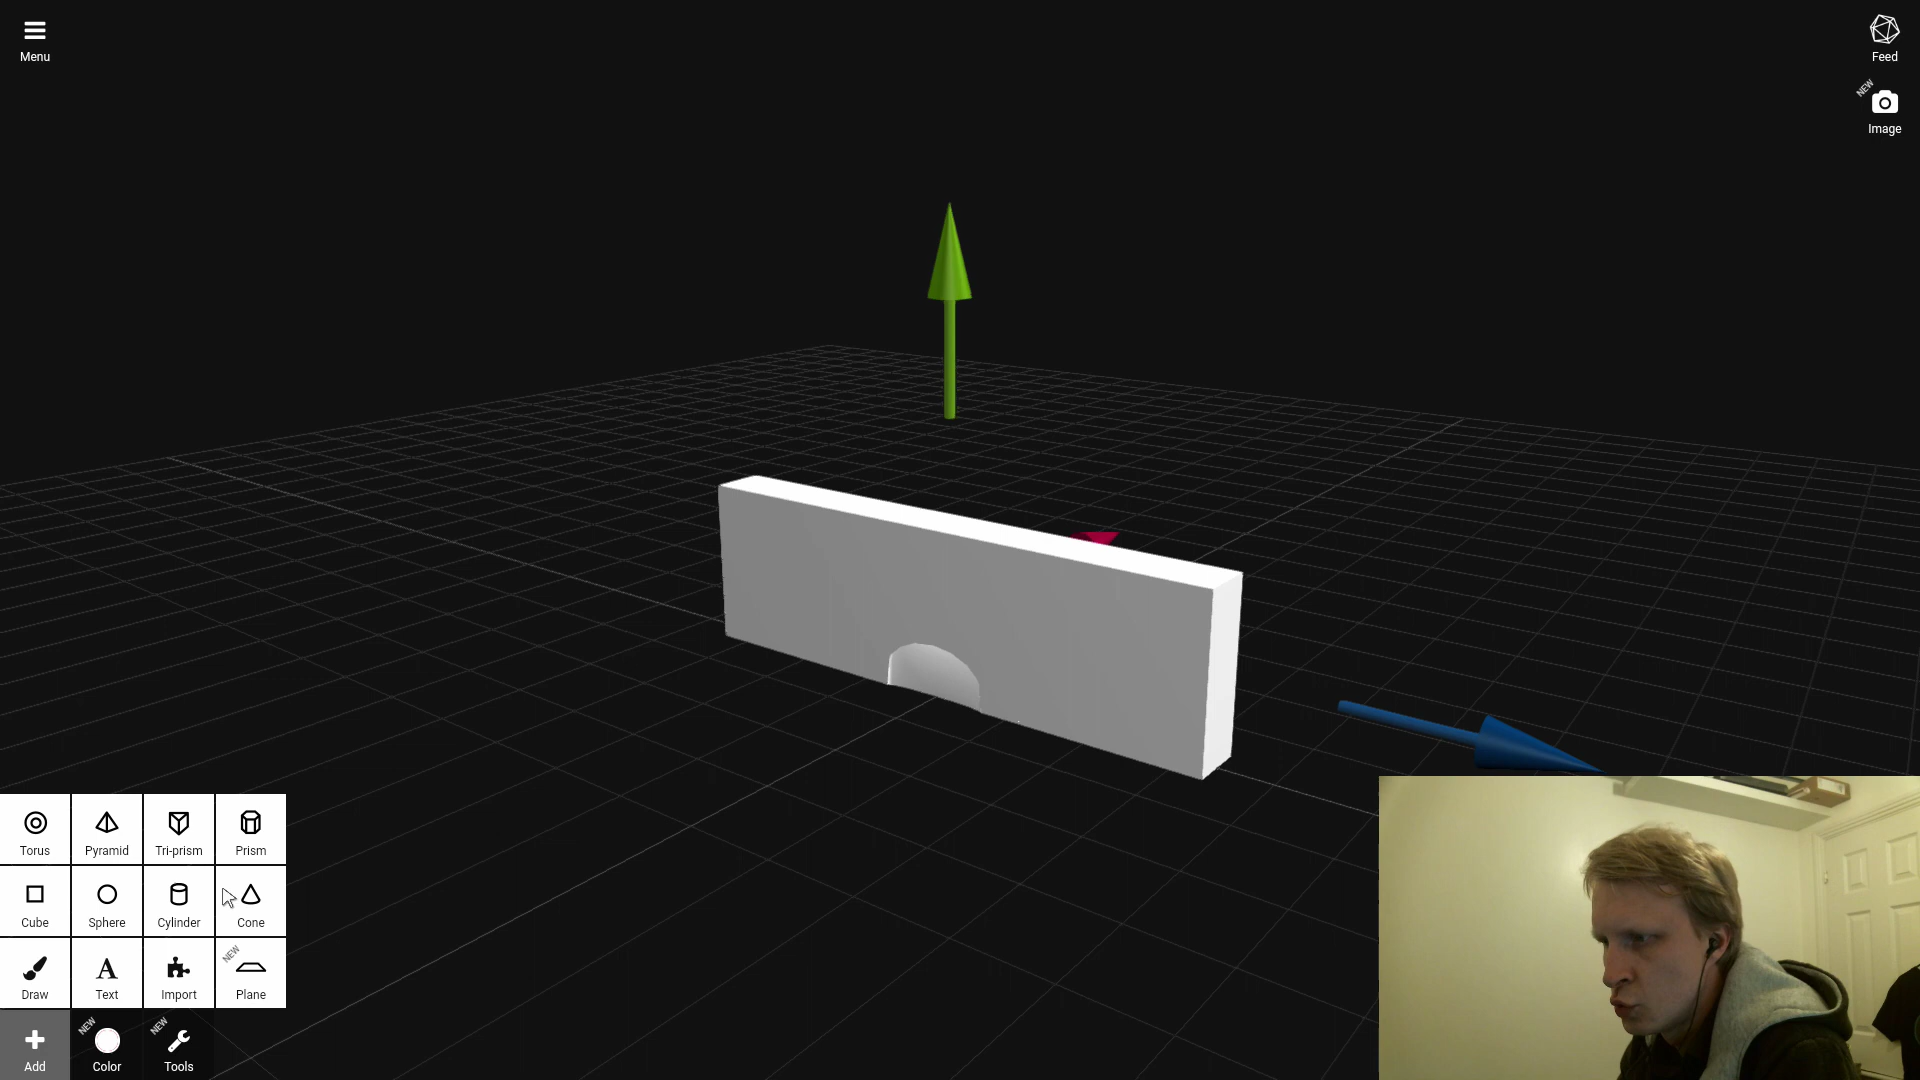 Menu
Feed
NEW
Image
Torus
Pyramid
Tri-prism
Prism
Cube
Sphere
Cylinder
Cone
Draw
Text
Import
NEW
Plane
Add
NEW
Color
NEW
Tools